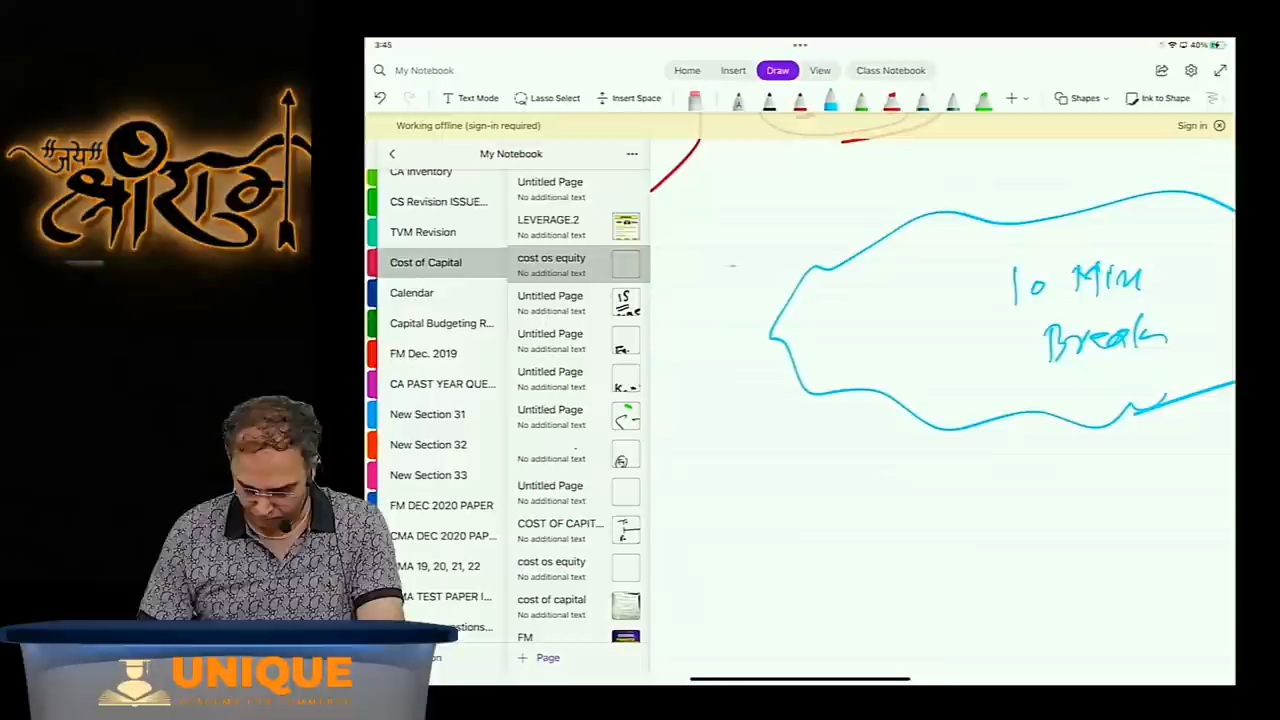 "जय"
श्रीराम
3:45
40%
My Notebook
Home
Insert
Draw
View
Class Notebook
Text Mode
Lasso Select
Insert Space
Shapes
Ink to Shape
Working offline (sign-in required)
Sign in
My Notebook
CA Inventory
CS Revision ISSUE...
TVM Revision
Cost of Capital
Calendar
Capital Budgeting R...
FM Dec. 2019
CA PAST YEAR QUE...
New Section 31
New Section 32
New Section 33
FM DEC 2020 PAPER
CMA DEC 2020 PAP...
MA 19, 20, 21, 22
MA TEST PAPER I...
Untitled Page
No additional text
LEVERAGE.2
No additional text
cost os equity
No additional text
Untitled Page
No additional text
Untitled Page
No additional text
Untitled Page
No additional text
Untitled Page
No additional text
No additional text
Untitled Page
No additional text
COST OF CAPIT...
No additional text
cost os equity
No additional text
cost of capital
No additional text
FM
Page
10 Min
Break
UNIQUE